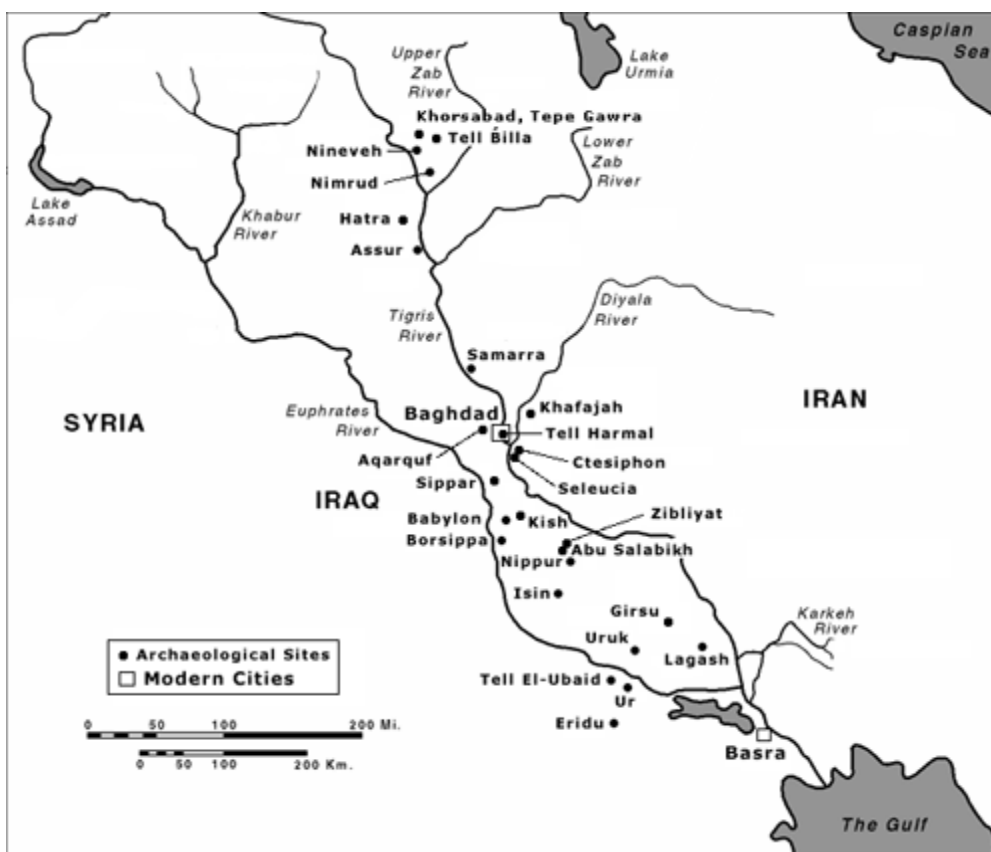 Caspian
Sea
Upper
Zab
River
Lake
Urmia
Khorsabad, Tepe Gawra
Tell Billa
Nineveh
Lower
Zab
River
Nimrud
Lake
Assad
Khabur
River
Hatra
Assur
Diyala
River
Tigris
River
Samarra
IRAN
Euphrates
River
SYRIA
Baghdad
Khafajah
Tell Harmal
Aqarquf
Ctesiphon
Sippar
Seleucia
IRAQ
Zibliyat
Babylon
Kish
Borsippa
Abu Salabikh
Nippur
Isin
Girsu
Karkeh
River
Uruk
Lagash
Archaeological Sites
Modern Cities
Tell El-Ubaid
Ur
Eridu
0 50 100 200 Mi.
Basra
0 50 100 200 Km.
The Gulf